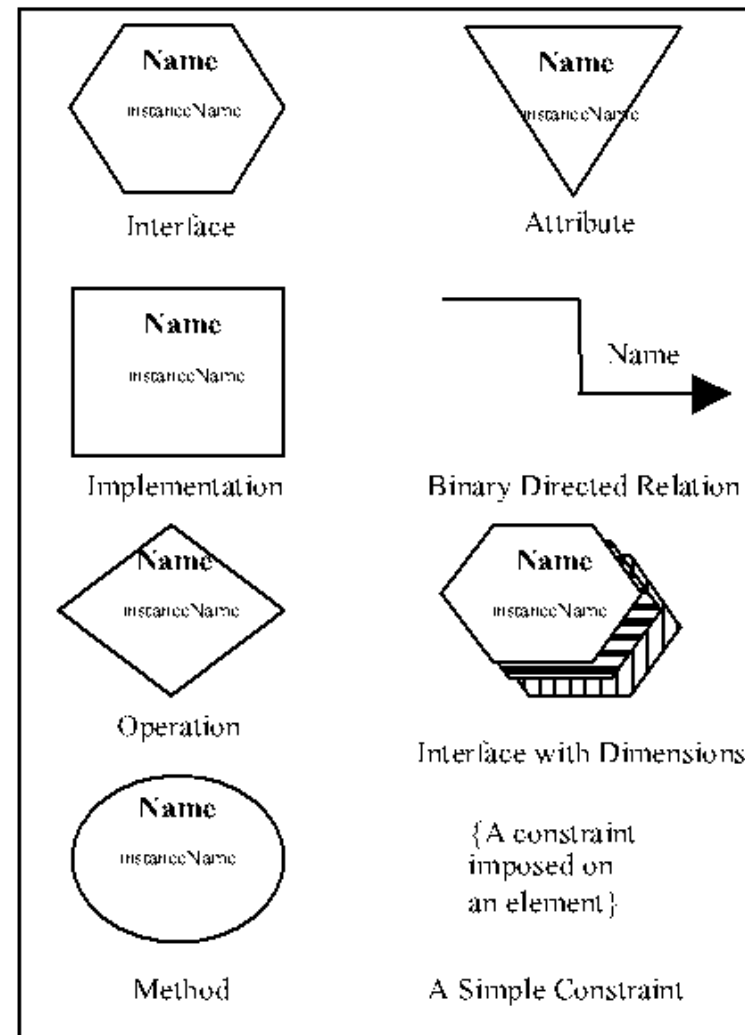 Name
instanceName
Interface
Name
instanceName
Attribute
Name
instanceName
Implementation
Name
Binary Directed Relation
Name
instanceName
Operation
Name
instanceName
Interface with Dimensions
Name
instanceName
Method
{A constraint
imposed on
an element}
A Simple Constraint